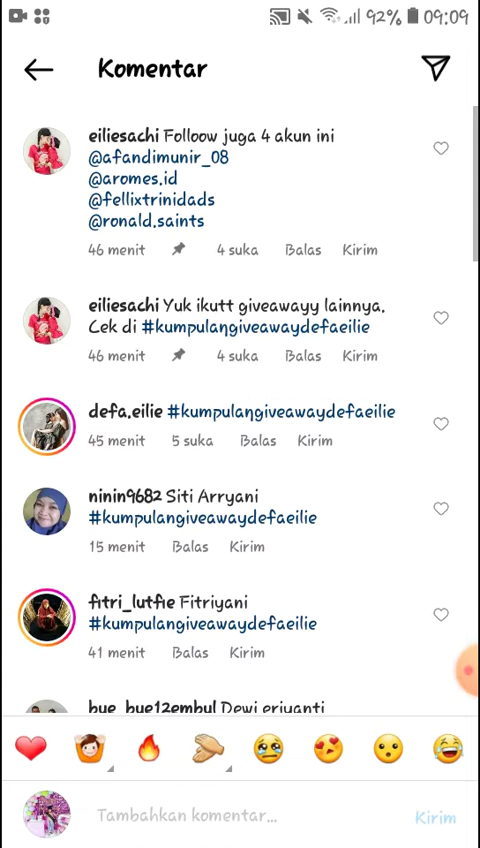 92% 09:09
Komentar
eiliesachi Folloow juga 4 akun ini
@afandimunir_08
@aromes.id
@fellixtrinidads
@ronald.saints
46 menit 4 suka Balas Kirim
eiliesachi Yuk ikutt giveawayy lainnya.
Cek di #kumpulangiveawaydefaeilie
46 menit 4 suka Balas Kirim
defa.eilie #kumpulangiveawaydefaeilie
45 menit 5 suka Balas Kirim
ninin9682 Siti Arryani
#kumpulangiveawaydefaeilie
15 menit Balas Kirim
fitri_lutfie Fitriyani
#kumpulangiveawaydefaeilie
41 menit Balas Kirim
bue_bue12embul Dewi eriyanti
Tambahkan komentar... Kirim